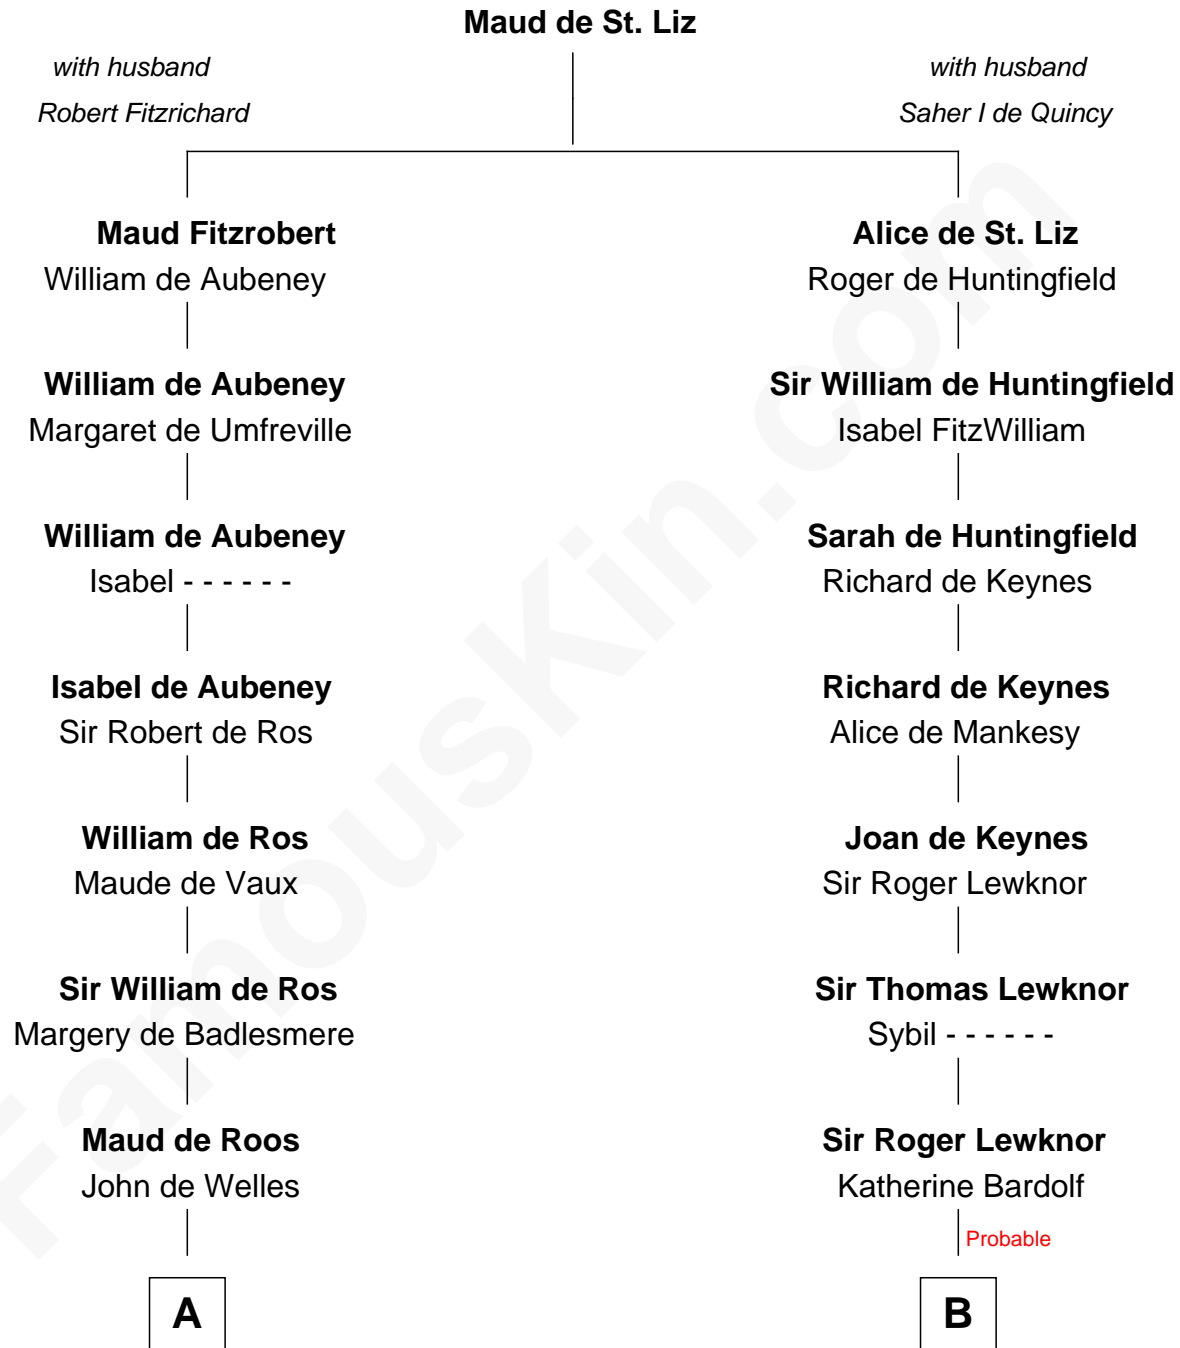 Maud de St. Liz
with husband
Robert Fitzrichard
with husband
Saher I de Quincy
Maud Fitzrobert
William de Aubeney
Alice de St. Liz
Roger de Huntingfield
William de Aubeney
Margaret de Umfreville
Sir William de Huntingfield
Isabel FitzWilliam
William de Aubeney
Isabel - - - - - -
Sarah de Huntingfield
Richard de Keynes
Isabel de Aubeney
Sir Robert de Ros
Richard de Keynes
Alice de Mankesy
William de Ros
Maude de Vaux
Joan de Keynes
Sir Roger Lewknor
Sir William de Ros
Margery de Badlesmere
Sir Thomas Lewknor
Sybil - - - - - -
Maud de Roos
John de Welles
Sir Roger Lewknor
Katherine Bardolf
Probable
A
B
FamousKin.com